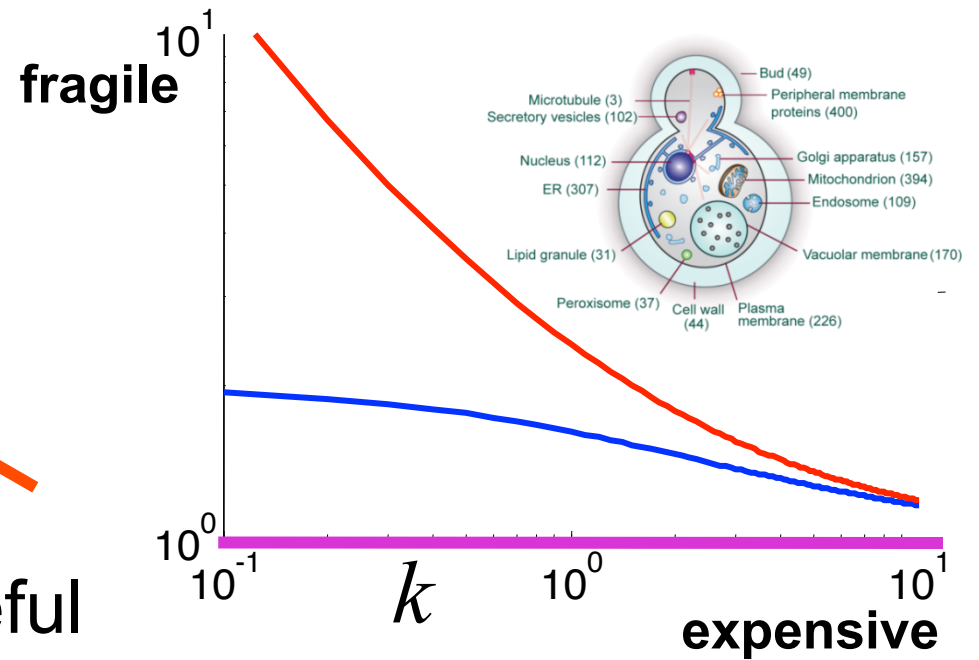 10^1
fragile
Bud (49)
Microtubule (3)
Peripheral membrane
proteins (400)
Secretory vesicles (102)
Nucleus (112)
Golgi apparatus (157)
Mitochondrion (394)
ER (307)
Endosome (109)
Lipid granule (31)
Vacuolar membrane (170)
Peroxisome (37)
Cell wall
(44)
Plasma
membrane (226)
10^0
10^-1
k
10^0
10^1
expensive